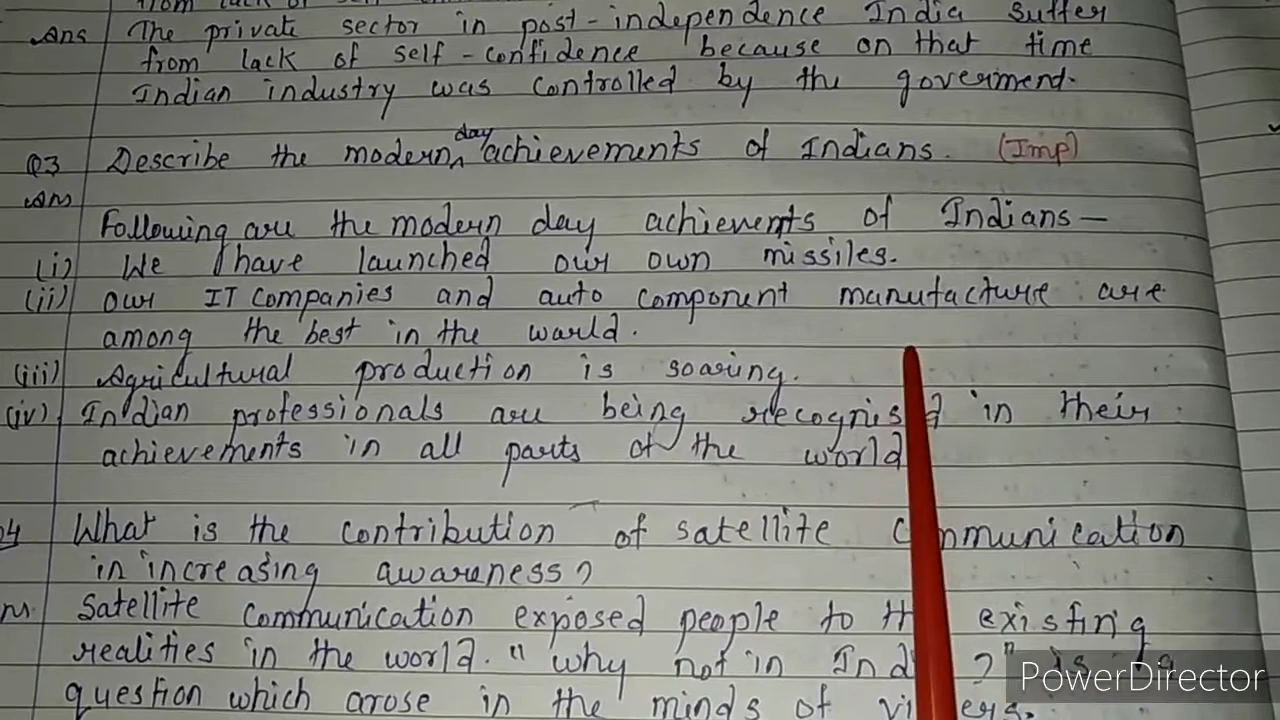 from lack of self
Ans The private sector in post-independence India suffer
from lack of self-confidence because on that time
Indian industry was controlled by the goverment.
Q3 Describe the modern day achievements of Indians. (Imp)
Ans
Following are the modern day achievemts of Indians—
(i) We have launched our own missiles.
(ii) our IT companies and auto component manufacture are
among the best in the world.
(iii) Agricultural production is soaring.
(iv) Indian professionals are being recognised in their
achievements in all parts of the world
What is the contribution of satellite communication
in increasing awareness?
Satellite communication exposed people to the existing
realities in the world. "why not in India?" is
question which arose in the minds of viewers.
PowerDirector